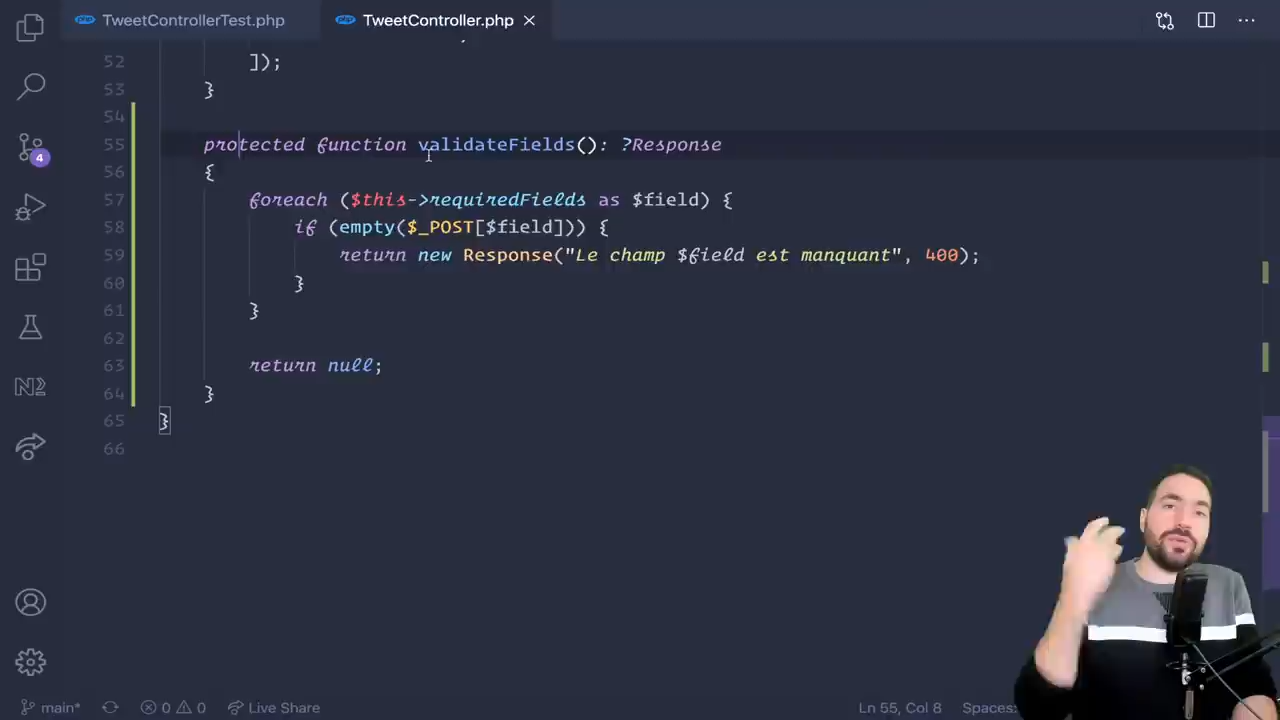 TweetControllerTest.php
TweetController.php
52 ]);
53 }
54
55 protected function validateFields(): ?Response
56 {
57 foreach ($this->requiredFields as $field) {
58 if (empty($_POST[$field])) {
59 return new Response("Le champ $field est manquant", 400);
60 }
61 }
62
63 return null;
64 }
65 }
66
4
main*
0 0
Live Share
Ln 55, Col 8
Spaces: